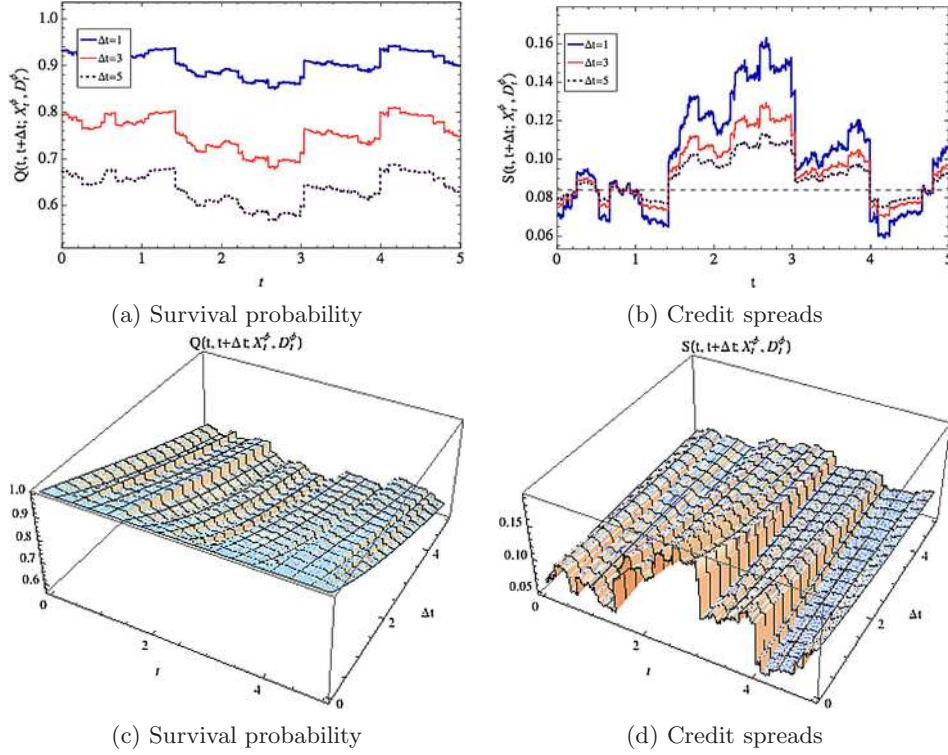 Q(t, t+Δt; X_t^ϕ, D_t^ϕ)
1.0
0.9
0.8
0.7
0.6
Δt=1
Δt=3
Δt=5
0 1 2 3 4 5
t
(a) Survival probability
S(t, t+Δt; X_t^ϕ, D_t^ϕ)
0.16
0.14
0.12
0.10
0.08
0.06
Δt=1
Δt=3
Δt=5
0 1 2 3 4 5
t
(b) Credit spreads
Q(t, t+Δt; X_t^ϕ, D_t^ϕ)
1.0
0.9
0.8
0.7
0.6
0
2
4
t
0
2
4
Δt
(c) Survival probability
S(t, t+Δt; X_t^ϕ, D_t^ϕ)
0.15
0.10
0.05
0
2
4
t
0
2
4
Δt
(d) Credit spreads